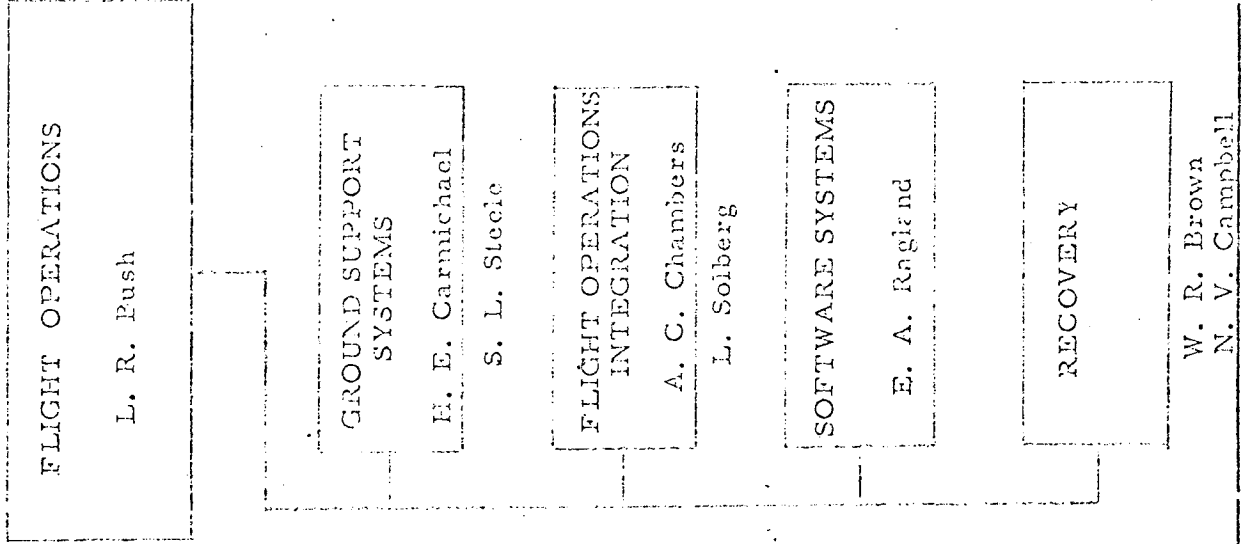 FLIGHT OPERATIONS
L. R. Push
GROUND SUPPORT
SYSTEMS
H. E. Carmichael
S. L. Steele
FLIGHT OPERATIONS
INTEGRATION
A. C. Chambers
L. Solberg
SOFTWARE SYSTEMS
E. A. Ragland
RECOVERY
W. R. Brown
N. V. Campbell